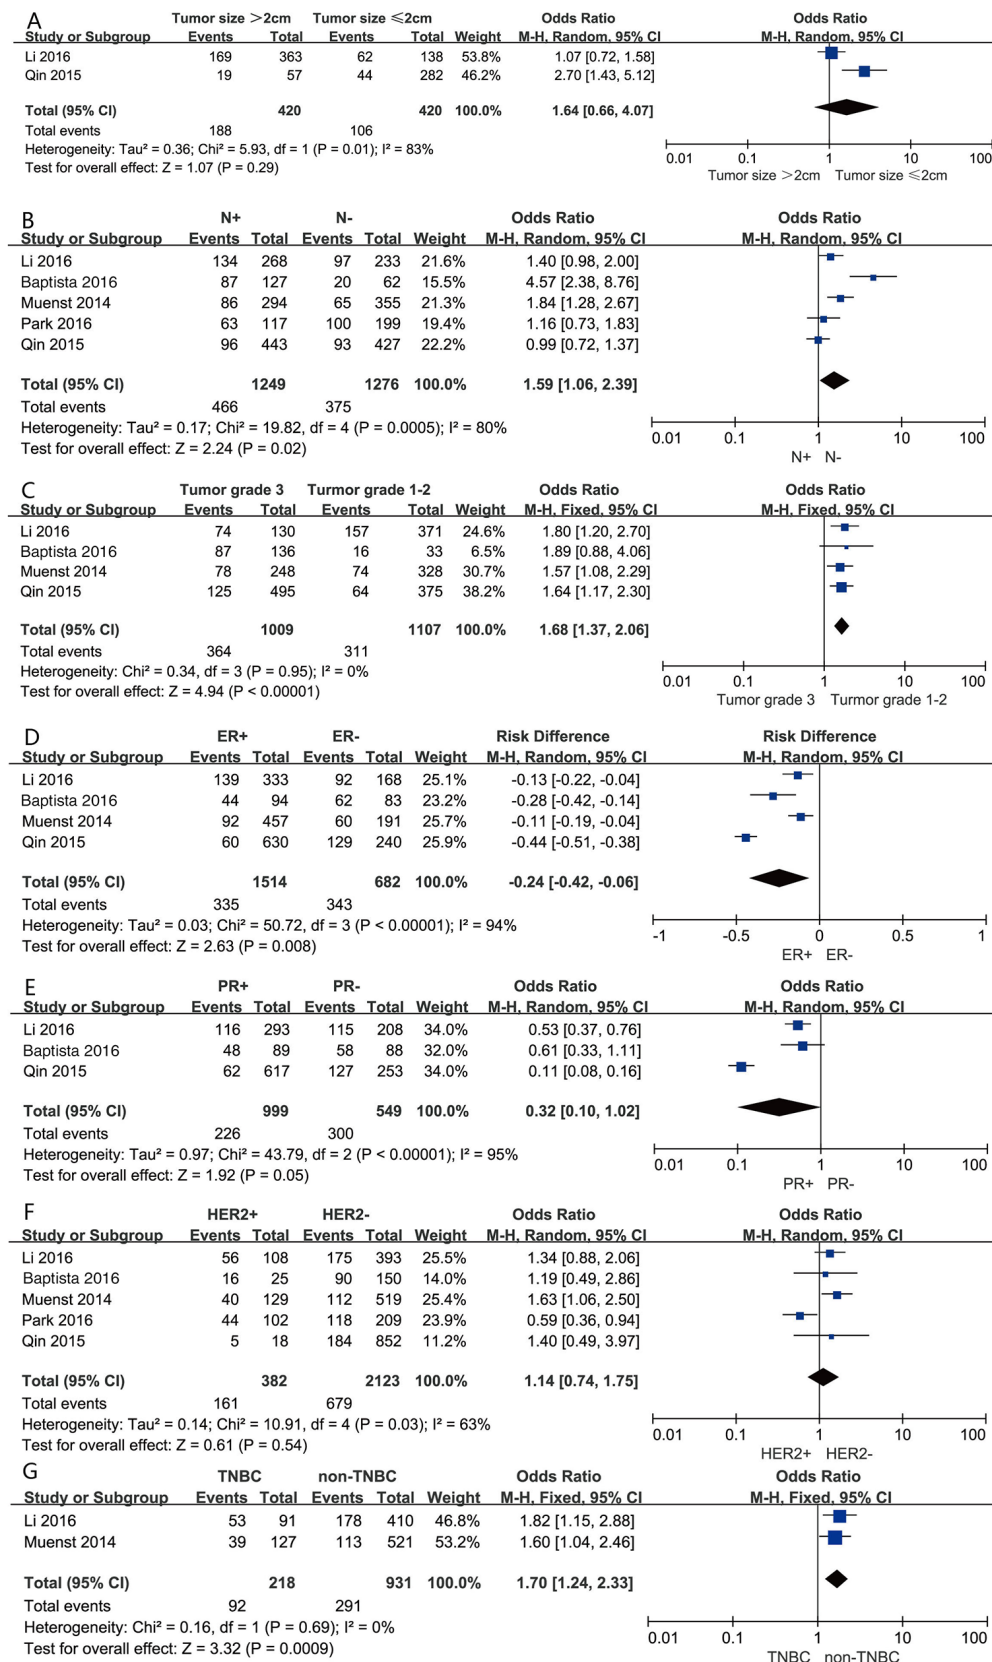 A
Tumor size >2cm Tumor size ⩽2cm Odds Ratio Odds Ratio
Study or Subgroup Events Total Events Total Weight M-H, Random, 95% CI M-H, Random, 95% CI
Li 2016 169 363 62 138 53.8% 1.07 [0.72, 1.58]
Qin 2015 19 57 44 282 46.2% 2.70 [1.43, 5.12]
Total (95% CI) 420 420 100.0% 1.64 [0.66, 4.07]
Total events 188 106
Heterogeneity: Tau² = 0.36; Chi² = 5.93, df = 1 (P = 0.01); I² = 83%
Test for overall effect: Z = 1.07 (P = 0.29)
0.01 0.1 1 10 100
Tumor size >2cm Tumor size ⩽2cm
B
N+ N- Odds Ratio Odds Ratio
Study or Subgroup Events Total Events Total Weight M-H, Random, 95% CI M-H, Random, 95% CI
Li 2016 134 268 97 233 21.6% 1.40 [0.98, 2.00]
Baptista 2016 87 127 20 62 15.5% 4.57 [2.38, 8.76]
Muenst 2014 86 294 65 355 21.3% 1.84 [1.28, 2.67]
Park 2016 63 117 100 199 19.4% 1.16 [0.73, 1.83]
Qin 2015 96 443 93 427 22.2% 0.99 [0.72, 1.37]
Total (95% CI) 1249 1276 100.0% 1.59 [1.06, 2.39]
Total events 466 375
Heterogeneity: Tau² = 0.17; Chi² = 19.82, df = 4 (P = 0.0005); I² = 80%
Test for overall effect: Z = 2.24 (P = 0.02)
0.01 0.1 1 10 100
N+ N-
C
Tumor grade 3 Turmor grade 1-2 Odds Ratio Odds Ratio
Study or Subgroup Events Total Events Total Weight M-H, Fixed, 95% CI M-H, Fixed, 95% CI
Li 2016 74 130 157 371 24.6% 1.80 [1.20, 2.70]
Baptista 2016 87 136 16 33 6.5% 1.89 [0.88, 4.06]
Muenst 2014 78 248 74 328 30.7% 1.57 [1.08, 2.29]
Qin 2015 125 495 64 375 38.2% 1.64 [1.17, 2.30]
Total (95% CI) 1009 1107 100.0% 1.68 [1.37, 2.06]
Total events 364 311
Heterogeneity: Chi² = 0.34, df = 3 (P = 0.95); I² = 0%
Test for overall effect: Z = 4.94 (P < 0.00001)
0.01 0.1 1 10 100
Tumor grade 3 Turmor grade 1-2
D
ER+ ER- Risk Difference Risk Difference
Study or Subgroup Events Total Events Total Weight M-H, Random, 95% CI M-H, Random, 95% CI
Li 2016 139 333 92 168 25.1% -0.13 [-0.22, -0.04]
Baptista 2016 44 94 62 83 23.2% -0.28 [-0.42, -0.14]
Muenst 2014 92 457 60 191 25.7% -0.11 [-0.19, -0.04]
Qin 2015 60 630 129 240 25.9% -0.44 [-0.51, -0.38]
Total (95% CI) 1514 682 100.0% -0.24 [-0.42, -0.06]
Total events 335 343
Heterogeneity: Tau² = 0.03; Chi² = 50.72, df = 3 (P < 0.00001); I² = 94%
Test for overall effect: Z = 2.63 (P = 0.008)
-1 -0.5 0 0.5 1
ER+ ER-
E
PR+ PR- Odds Ratio Odds Ratio
Study or Subgroup Events Total Events Total Weight M-H, Random, 95% CI M-H, Random, 95% CI
Li 2016 116 293 115 208 34.0% 0.53 [0.37, 0.76]
Baptista 2016 48 89 58 88 32.0% 0.61 [0.33, 1.11]
Qin 2015 62 617 127 253 34.0% 0.11 [0.08, 0.16]
Total (95% CI) 999 549 100.0% 0.32 [0.10, 1.02]
Total events 226 300
Heterogeneity: Tau² = 0.97; Chi² = 43.79, df = 2 (P < 0.00001); I² = 95%
Test for overall effect: Z = 1.92 (P = 0.05)
0.01 0.1 1 10 100
PR+ PR-
F
HER2+ HER2- Odds Ratio Odds Ratio
Study or Subgroup Events Total Events Total Weight M-H, Random, 95% CI M-H, Random, 95% CI
Li 2016 56 108 175 393 25.5% 1.34 [0.88, 2.06]
Baptista 2016 16 25 90 150 14.0% 1.19 [0.49, 2.86]
Muenst 2014 40 129 112 519 25.4% 1.63 [1.06, 2.50]
Park 2016 44 102 118 209 23.9% 0.59 [0.36, 0.94]
Qin 2015 5 18 184 852 11.2% 1.40 [0.49, 3.97]
Total (95% CI) 382 2123 100.0% 1.14 [0.74, 1.75]
Total events 161 679
Heterogeneity: Tau² = 0.14; Chi² = 10.91, df = 4 (P = 0.03); I² = 63%
Test for overall effect: Z = 0.61 (P = 0.54)
0.01 0.1 1 10 100
HER2+ HER2-
G
TNBC non-TNBC Odds Ratio Odds Ratio
Study or Subgroup Events Total Events Total Weight M-H, Fixed, 95% CI M-H, Fixed, 95% CI
Li 2016 53 91 178 410 46.8% 1.82 [1.15, 2.88]
Muenst 2014 39 127 113 521 53.2% 1.60 [1.04, 2.46]
Total (95% CI) 218 931 100.0% 1.70 [1.24, 2.33]
Total events 92 291
Heterogeneity: Chi² = 0.16, df = 1 (P = 0.69); I² = 0%
Test for overall effect: Z = 3.32 (P = 0.0009)
0.01 0.1 1 10 100
TNBC non-TNBC